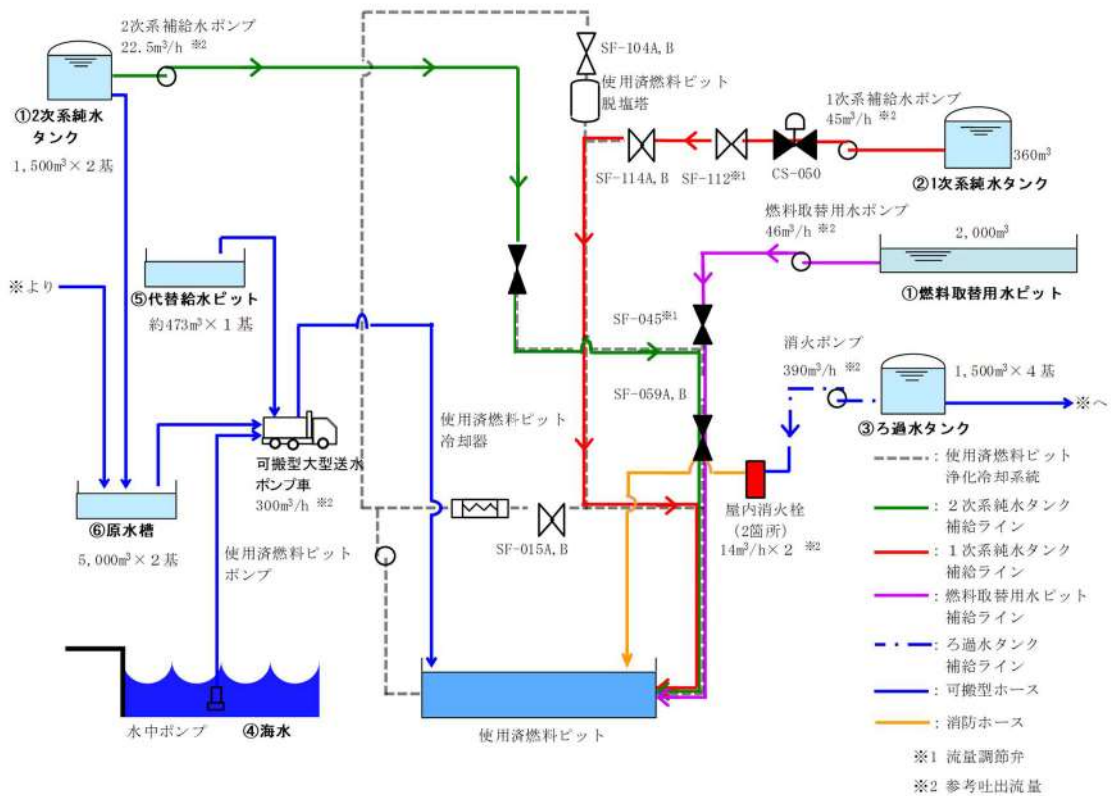 2次系補給水ポンプ
22.5m³/h ※2
①2次系純水
タンク
1,500m³×2基
SF-104A,B
使用済燃料ピット
脱塩塔
1次系補給水ポンプ
45m³/h ※2
360m³
②1次系純水タンク
SF-114A,B
SF-112※1
CS-050
燃料取替用水ポンプ
46m³/h ※2
2,000m³
①燃料取替用水ピット
※より
⑤代替給水ピット
約473m³×1基
SF-045※1
消火ポンプ
390m³/h ※2
1,500m³×4基
※へ
③ろ過水タンク
SF-059A,B
使用済燃料ピット
冷却器
可搬型大型送水
ポンプ車
300m³/h ※2
⑥原水槽
5,000m³×2基
SF-015A,B
屋内消火栓
(2箇所)
14m³/h×2 ※2
使用済燃料ピット
ポンプ
水中ポンプ
④海水
使用済燃料ピット
:使用済燃料ピット
浄化冷却系統
:2次系純水タンク
補給ライン
:1次系純水タンク
補給ライン
:燃料取替用水ピット
補給ライン
:ろ過水タンク
補給ライン
:可搬型ホース
:消防ホース
※1 流量調節弁
※2 参考吐出流量